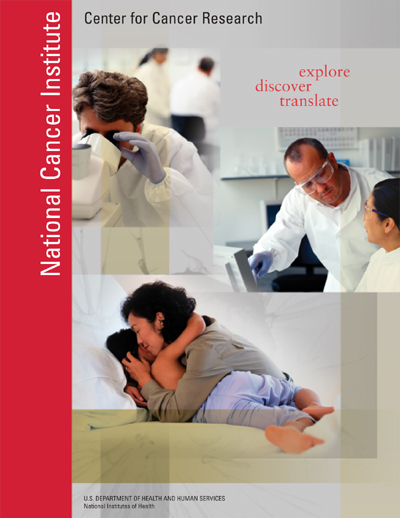 National Cancer Institute
Center for Cancer Research
explore
discover
translate
U.S. DEPARTMENT OF HEALTH AND HUMAN SERVICES
National Institutes of Health